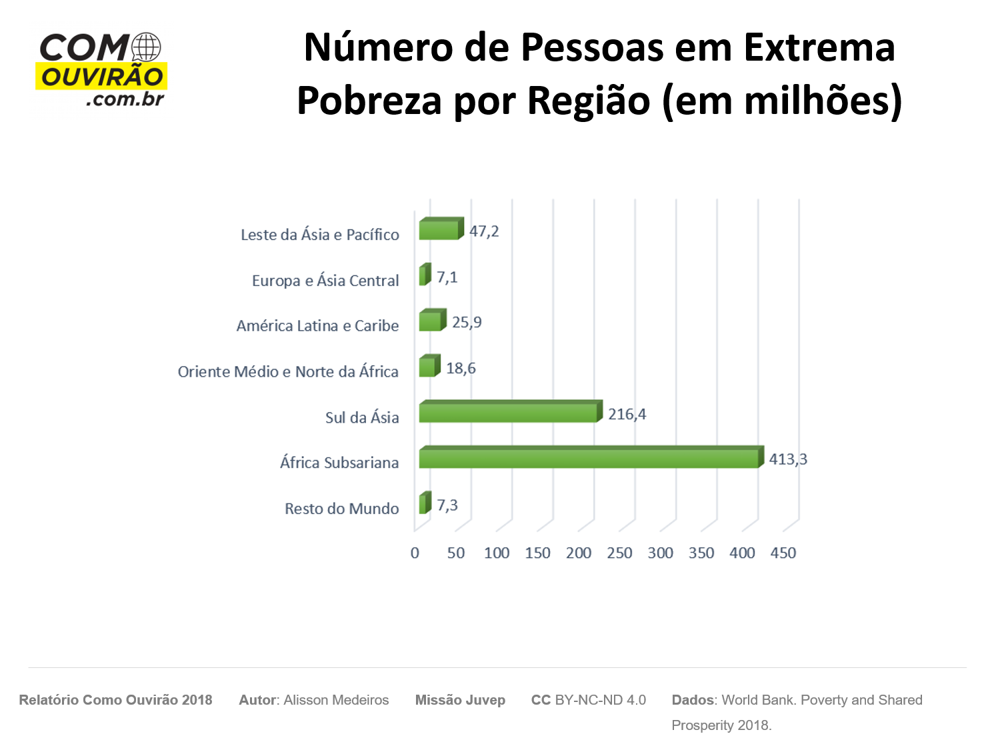 COMO
OUVIRÃO
.com.br
Número de Pessoas em Extrema
Pobreza por Região (em milhões)
Leste da Ásia e Pacífico 47,2
Europa e Ásia Central 7,1
América Latina e Caribe 25,9
Oriente Médio e Norte da África 18,6
Sul da Ásia 216,4
África Subsariana 413,3
Resto do Mundo 7,3
0 50 100 150 200 250 300 350 400 450
Relatório Como Ouvirão 2018 Autor: Alisson Medeiros Missão Juvep CC BY-NC-ND 4.0 Dados: World Bank. Poverty and Shared
Prosperity 2018.